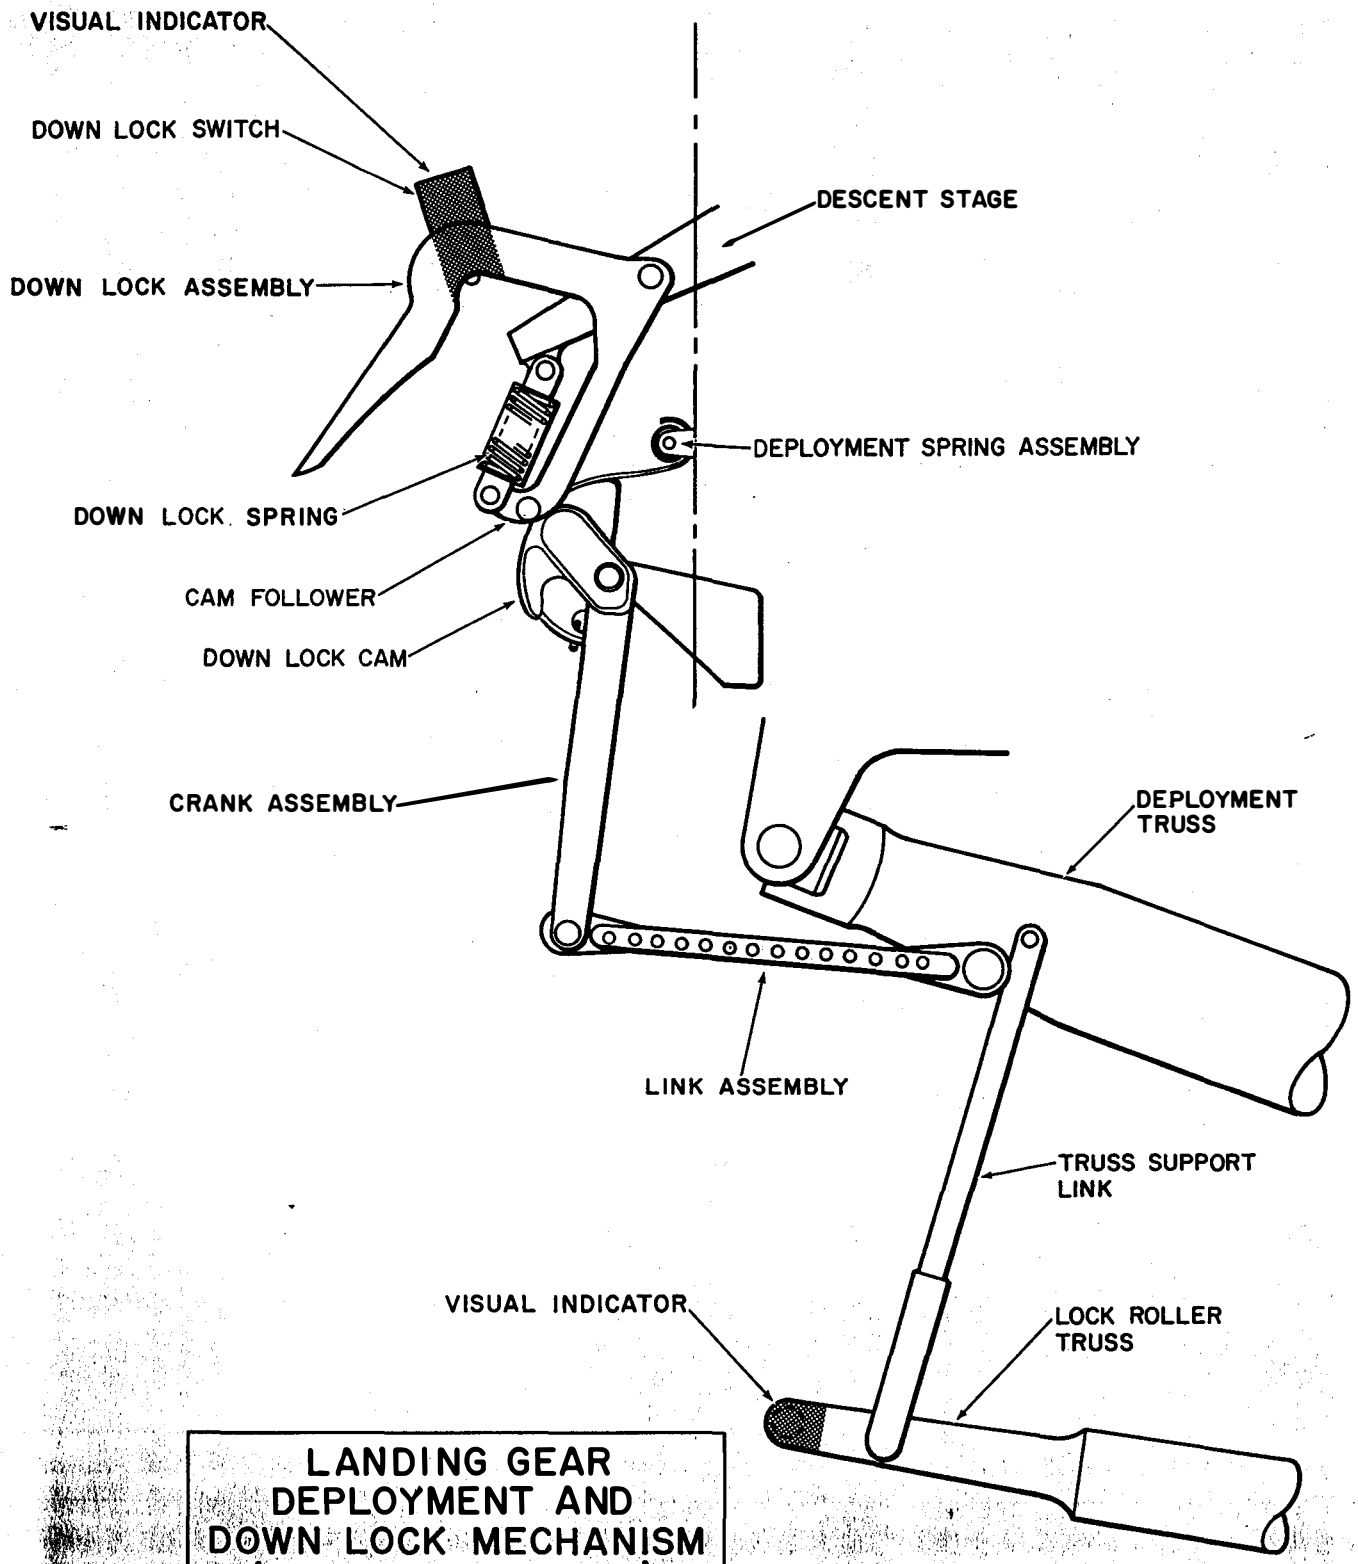 VISUAL INDICATOR
DOWN LOCK SWITCH
DESCENT STAGE
DOWN LOCK ASSEMBLY
DEPLOYMENT SPRING ASSEMBLY
DOWN LOCK SPRING
CAM FOLLOWER
DOWN LOCK CAM
CRANK ASSEMBLY
DEPLOYMENT
TRUSS
LINK ASSEMBLY
TRUSS SUPPORT
LINK
VISUAL INDICATOR
LOCK ROLLER
TRUSS
LANDING GEAR
DEPLOYMENT AND
DOWN LOCK MECHANISM